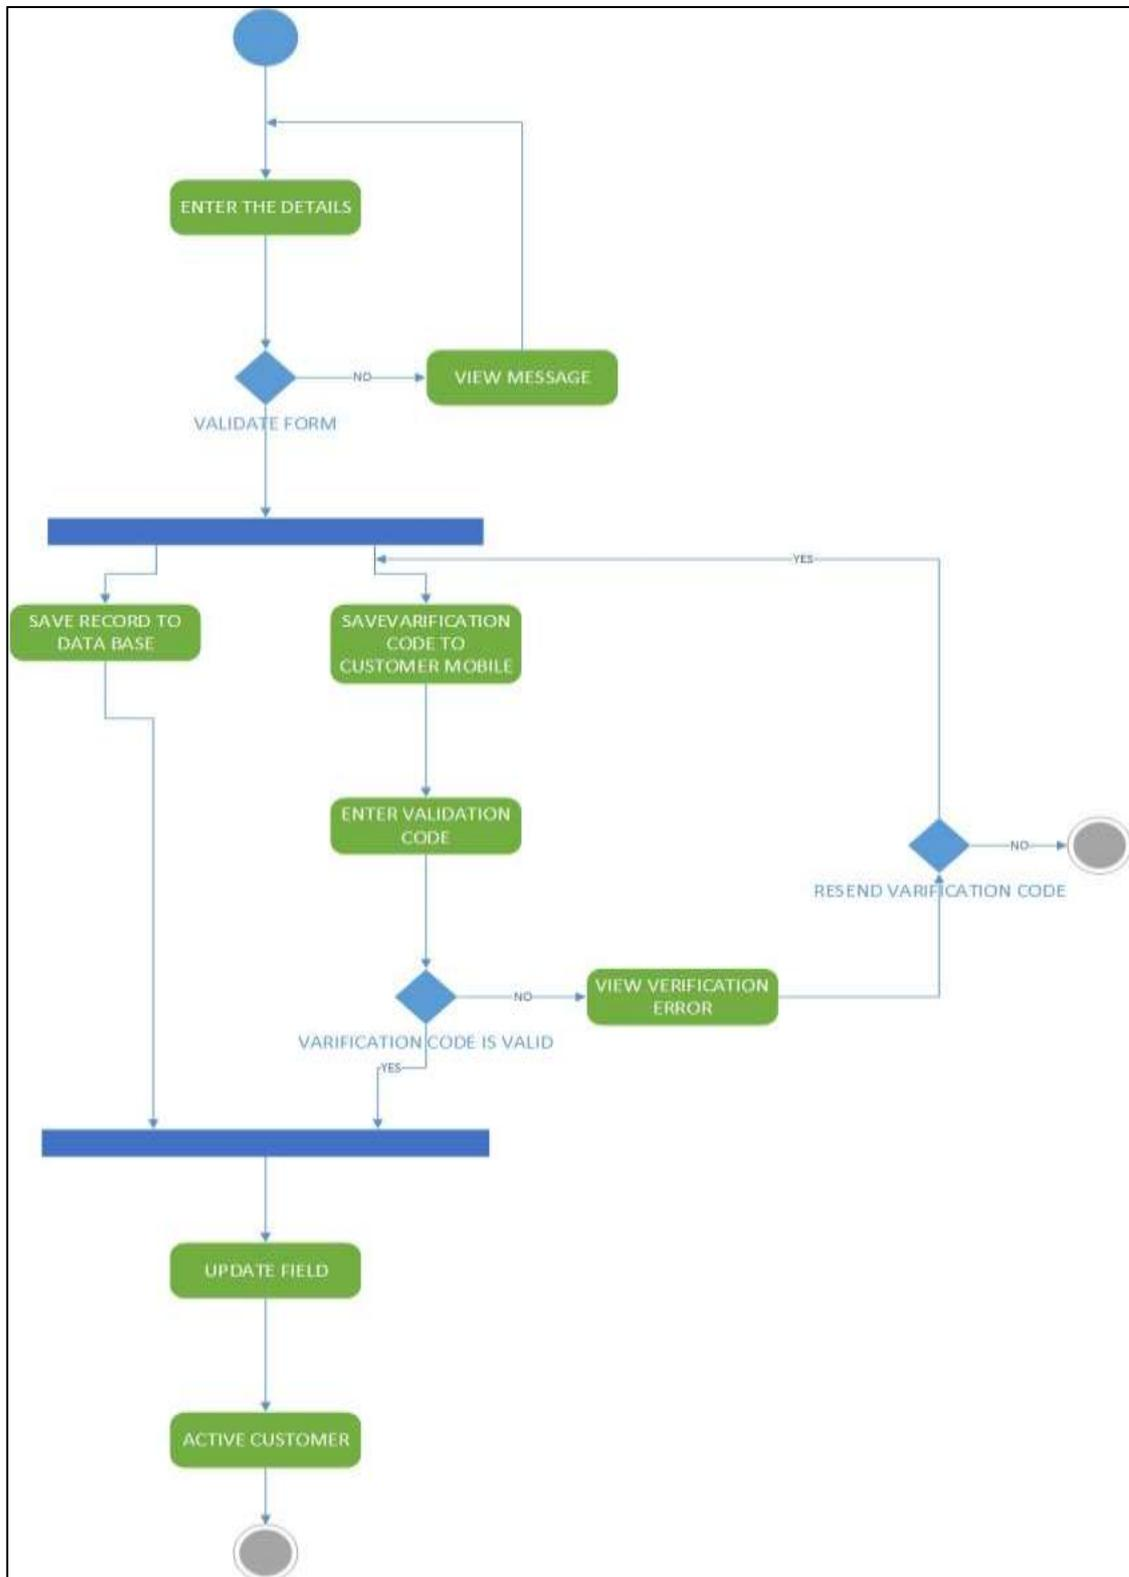 ENTER THE DETAILS
NO
VIEW MESSAGE
VALIDATE FORM
YES
SAVE RECORD TO
DATA BASE
SAVEVARIFICATION
CODE TO
CUSTOMER MOBILE
ENTER VALIDATION
CODE
NO
RESEND VARIFICATION CODE
NO
VIEW VERIFICATION
ERROR
VARIFICATION CODE IS VALID
YES
UPDATE FIELD
ACTIVE CUSTOMER